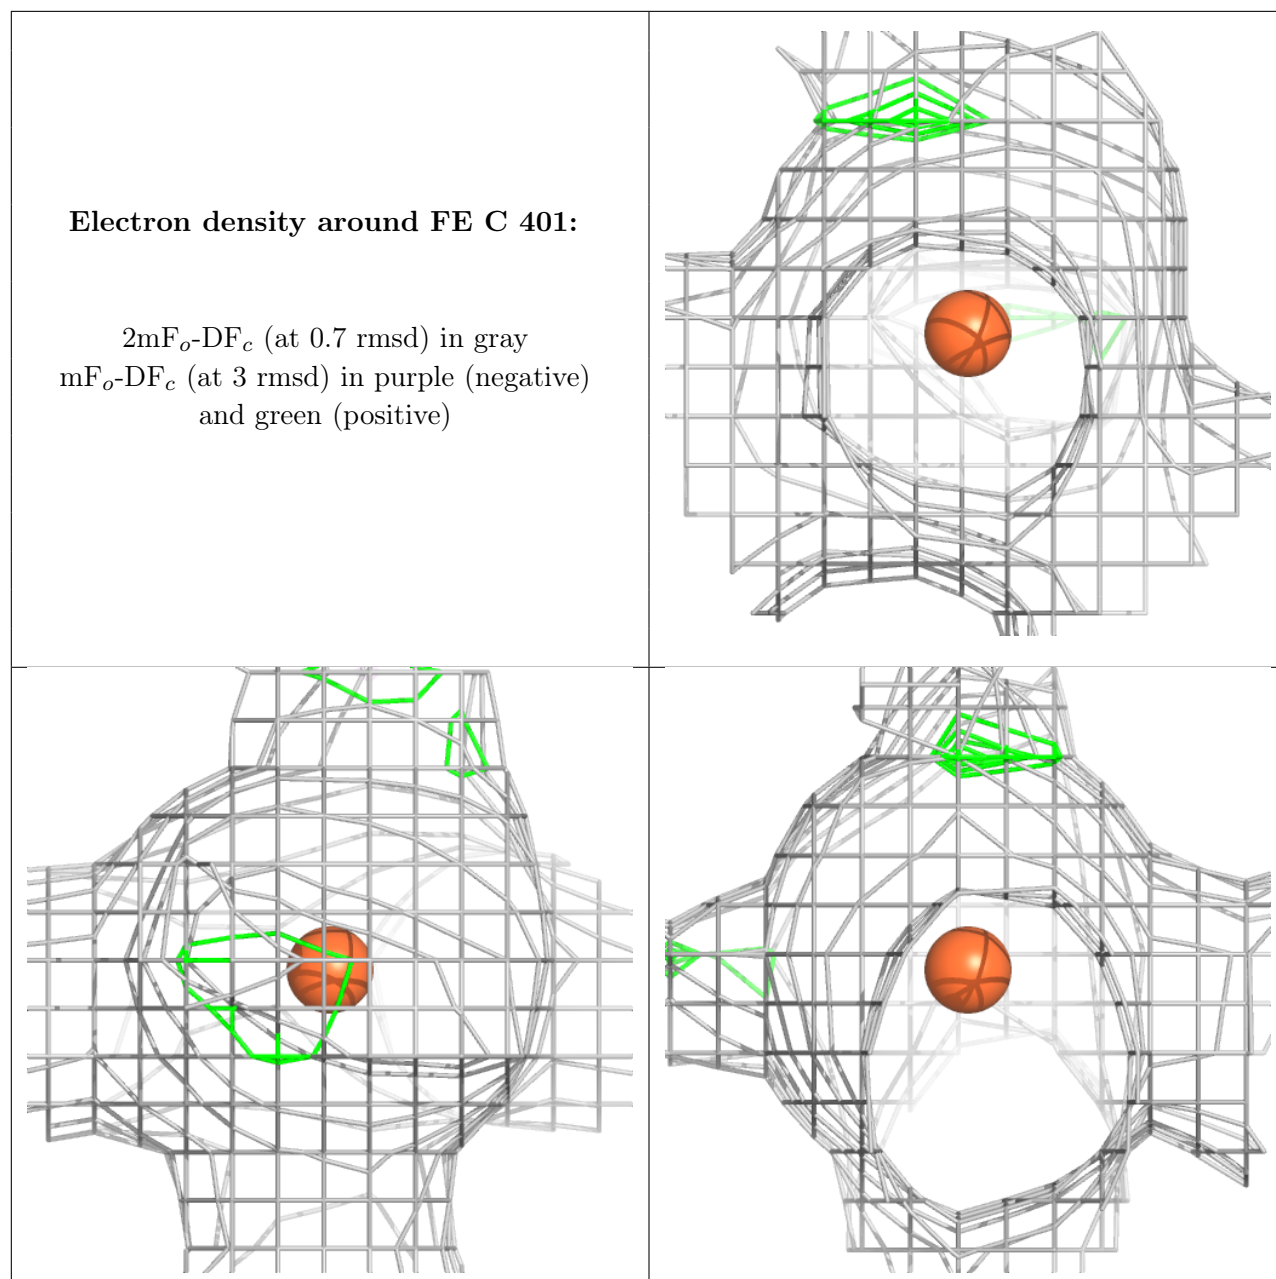 Electron density around FE C 401:
2mFₒ-DF𝒸 (at 0.7 rmsd) in gray
mFₒ-DF𝒸 (at 3 rmsd) in purple (negative)
and green (positive)